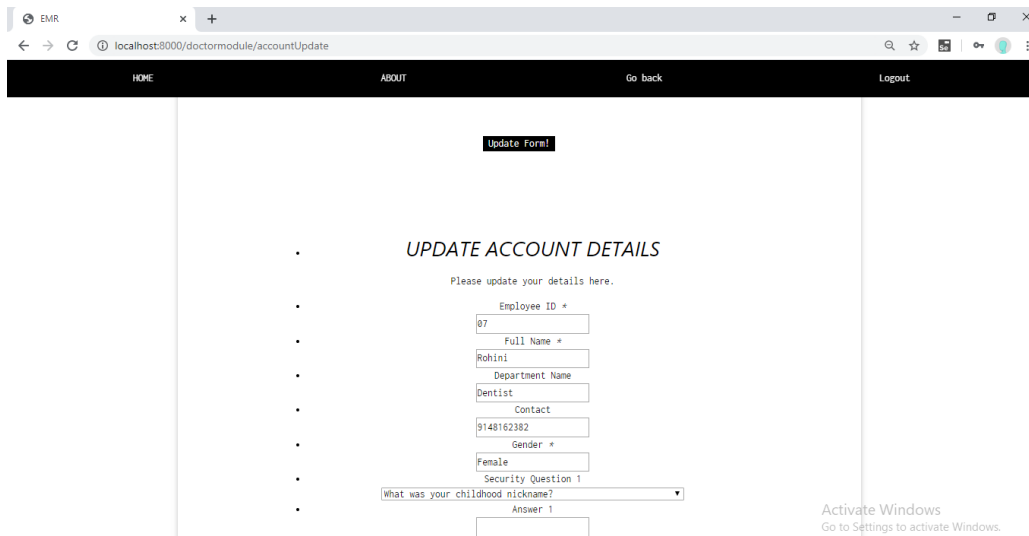 EMR
localhost:8000/doctormodule/accountUpdate
HOME ABOUT Go back Logout
Update Form!
UPDATE ACCOUNT DETAILS
Please update your details here.
Employee ID *
07
Full Name *
Rohini
Department Name
Dentist
Contact
9148162382
Gender *
Female
Security Question 1
What was your childhood nickname?
Answer 1
Activate Windows
Go to Settings to activate Windows.